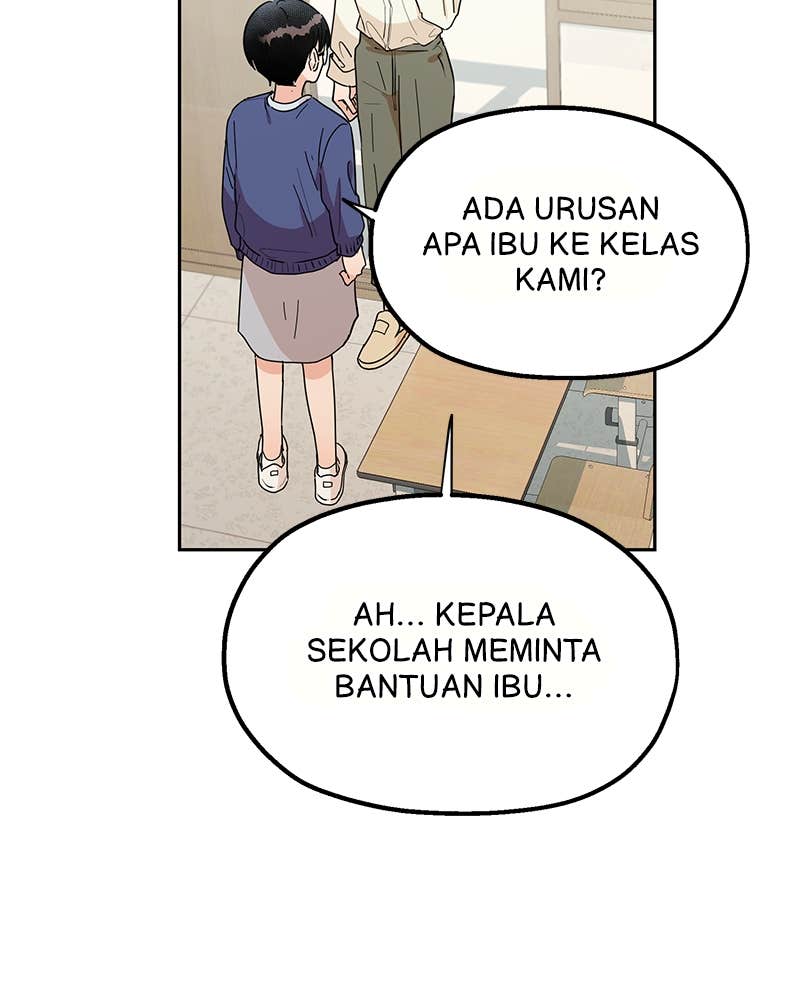 ADA URUSAN
APA IBU KE KELAS
KAMI?
AH... KEPALA
SEKOLAH MEMINTA
BANTUAN IBU...